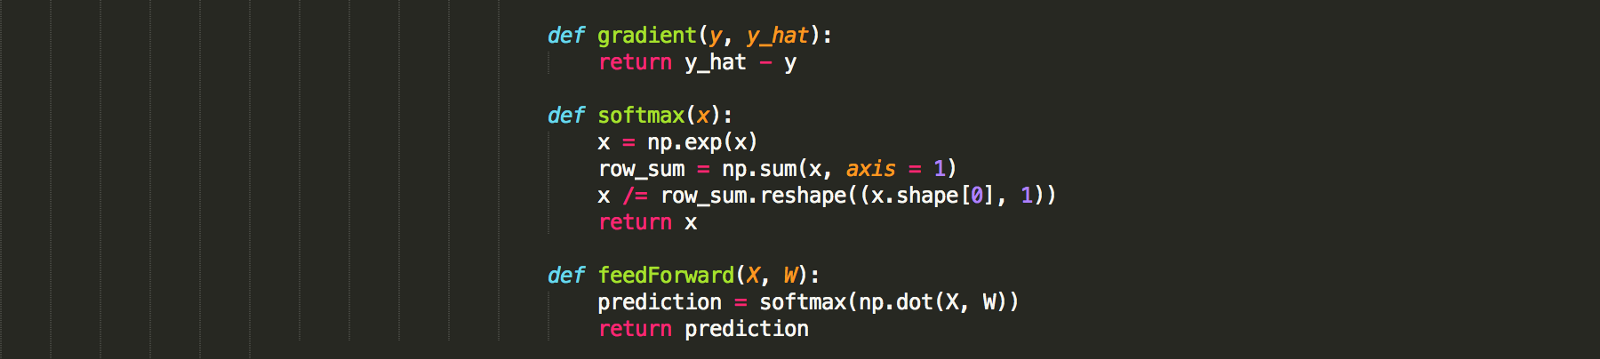 def gradient(y, y_hat):
    return y_hat - y
def softmax(x):
    x = np.exp(x)
    row_sum = np.sum(x, axis = 1)
    x /= row_sum.reshape((x.shape[0], 1))
    return x
def feedForward(X, W):
    prediction = softmax(np.dot(X, W))
    return prediction